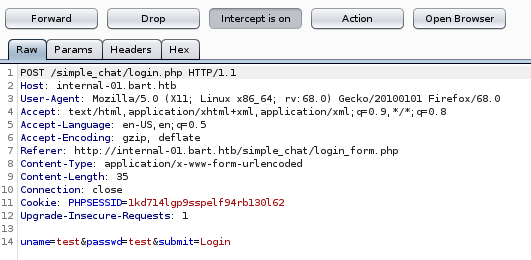 Forward Drop Intercept is on Action Open Browser
Raw Params Headers Hex
1 POST /simple_chat/login.php HTTP/1.1
2 Host: internal-01.bart.htb
3 User-Agent: Mozilla/5.0 (X11; Linux x86_64; rv:68.0) Gecko/20100101 Firefox/68.0
4 Accept: text/html,application/xhtml+xml,application/xml;q=0.9,*/*;q=0.8
5 Accept-Language: en-US,en;q=0.5
6 Accept-Encoding: gzip, deflate
7 Referer: http://internal-01.bart.htb/simple_chat/login_form.php
8 Content-Type: application/x-www-form-urlencoded
9 Content-Length: 35
10 Connection: close
11 Cookie: PHPSESSID=1kd714lgp9sspelf94rb130l62
12 Upgrade-Insecure-Requests: 1
13
14 uname=test&passwd=test&submit=Login